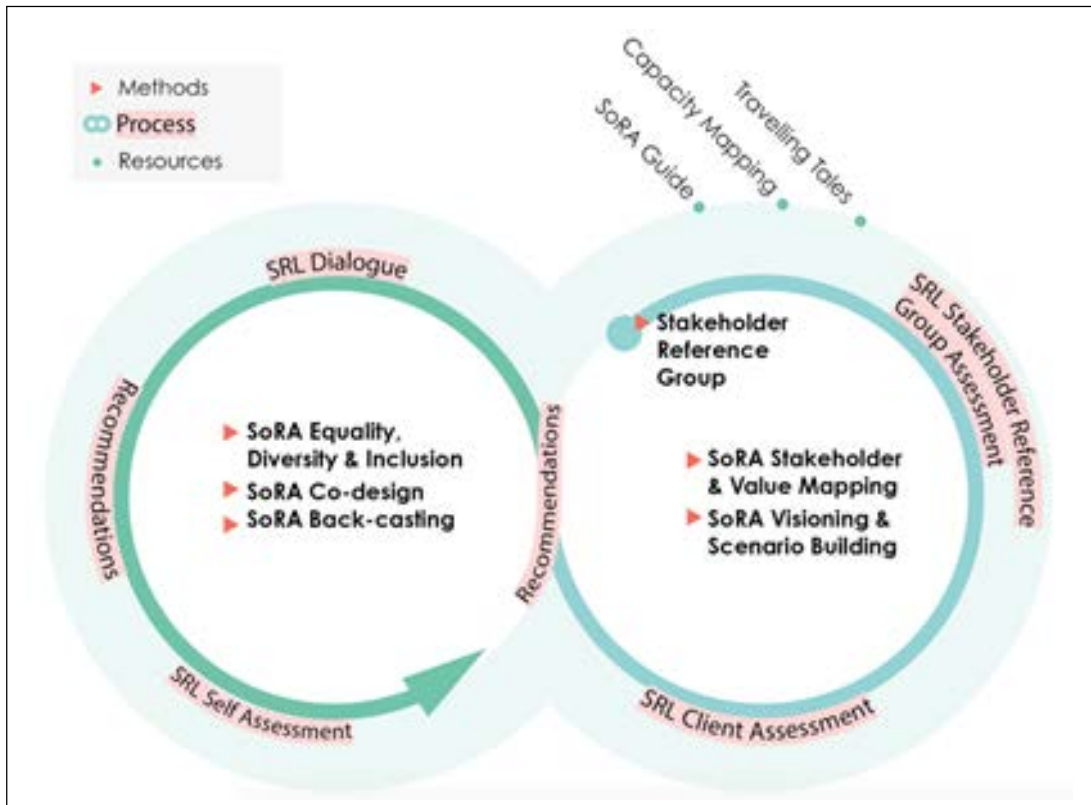 Methods
Process
Resources
SoRA Guide
Capacity Mapping
Travelling Tales
SRL Dialogue
SRL Stakeholder Reference
Group Assessment
Stakeholder
Reference
Group
Recommendations
Recommendations
SoRA Equality,
Diversity & Inclusion
SoRA Co-design
SoRA Back-casting
SoRA Stakeholder
& Value Mapping
SoRA Visioning &
Scenario Building
SRL Self Assessment
SRL Client Assessment